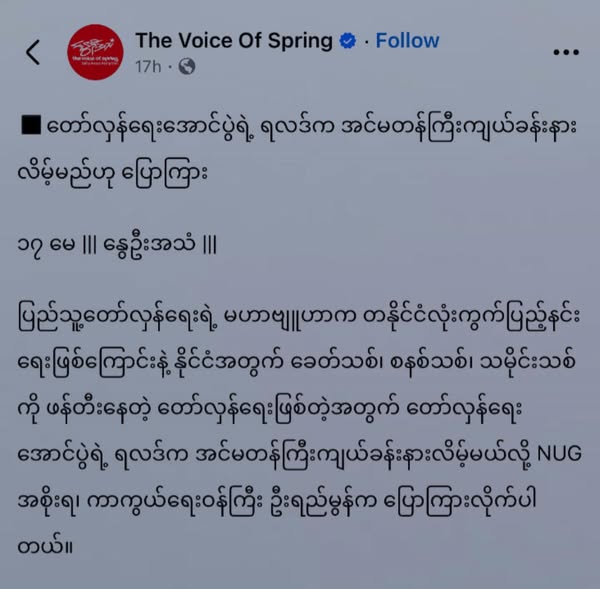 The Voice Of Spring · Follow
17h ·
the voice of spring
■ တော်လှန်ရေးအောင်ပွဲရဲ့ ရလဒ်က အင်မတန်ကြီးကျယ်ခန်းနား
လိမ့်မည်ဟု ပြောကြား
၁၇ မေ ||| နွေဦးအသံ |||
ပြည်သူ့တော်လှန်ရေးရဲ့ မဟာဗျူဟာက တနိုင်ငံလုံးကွက်ပြည့်နင်း
ရေးဖြစ်ကြောင်းနဲ့ နိုင်ငံအတွက် ခေတ်သစ်၊ စနစ်သစ်၊ သမိုင်းသစ်
ကို ဖန်တီးနေတဲ့ တော်လှန်ရေးဖြစ်တဲ့အတွက် တော်လှန်ရေး
အောင်ပွဲရဲ့ ရလဒ်က အင်မတန်ကြီးကျယ်ခန်းနားလိမ့်မယ်လို့ NUG
အစိုးရ၊ ကာကွယ်ရေးဝန်ကြီး ဦးရည်မွန်က ပြောကြားလိုက်ပါ
တယ်။